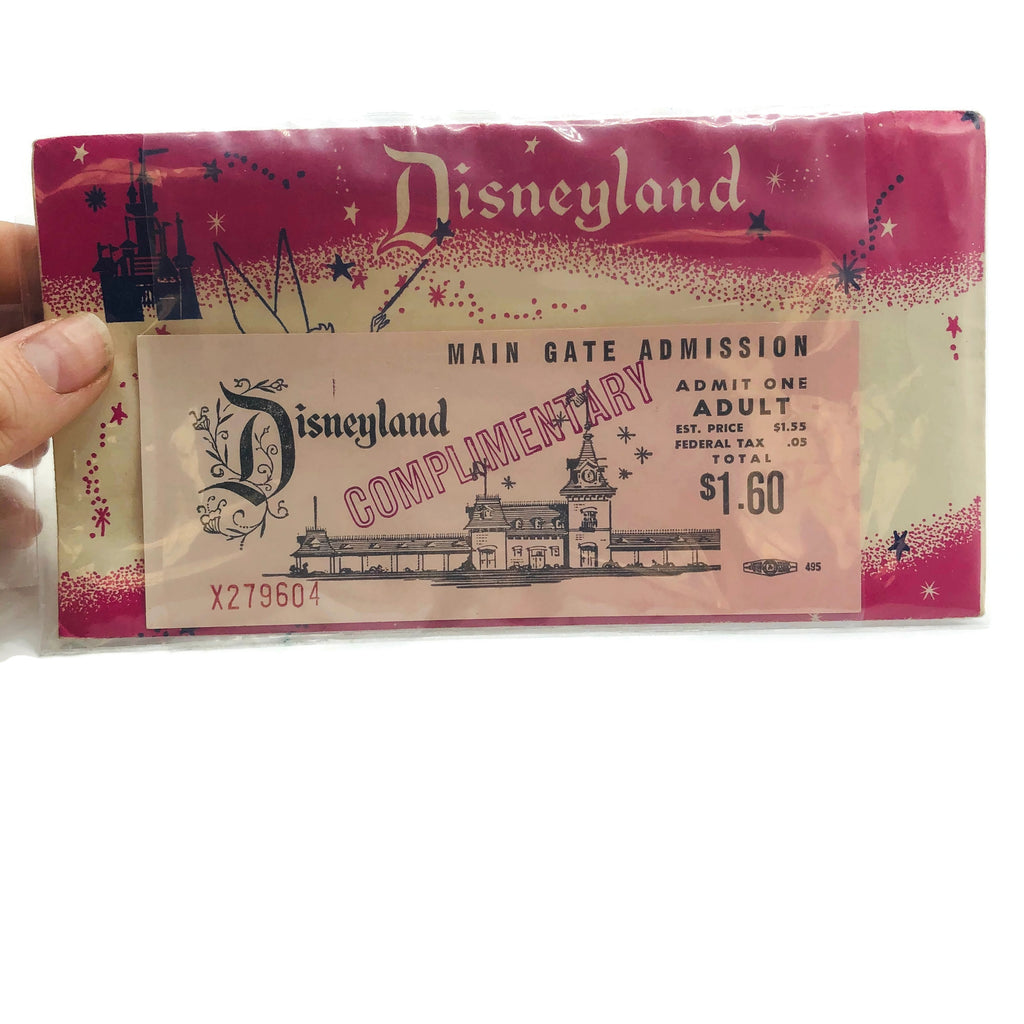 Disneyland
MAIN GATE ADMISSION
Disneyland
COMPLIMENTARY
ADMIT ONE
ADULT
EST. PRICE $1.55
FEDERAL TAX .05
TOTAL
$1.60
X279604
495